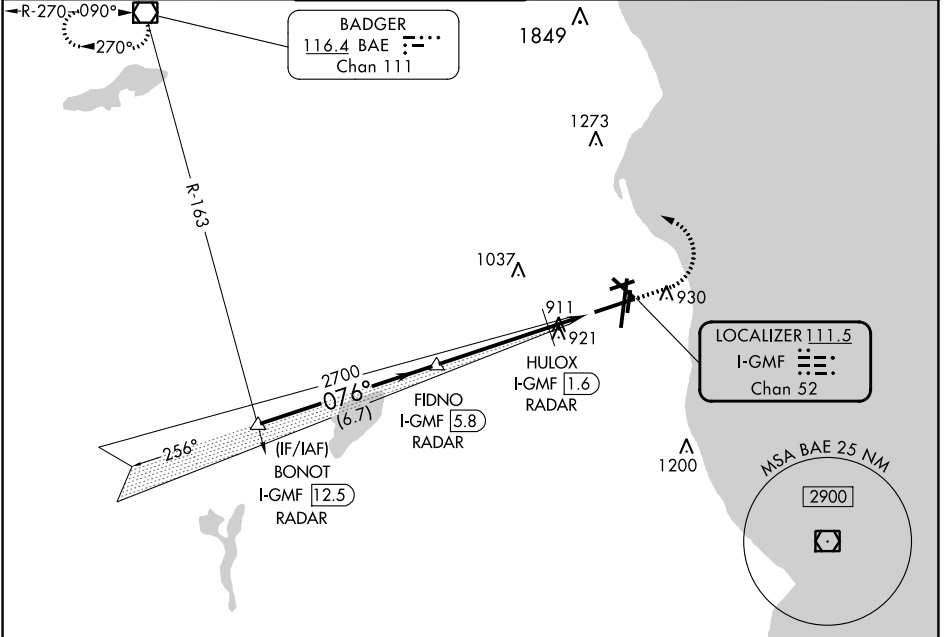 R-270
090°
270°
BADGER
116.4 BAE
Chan 111
1849
1273
R-163
1037
911
930
921
LOCALIZER 111.5
I-GMF
Chan 52
HULOX
I-GMF 1.6
RADAR
2700
076°
(6.7)
FIDNO
I-GMF 5.8
RADAR
256°
(IF/IAF)
BONOT
I-GMF 12.5
RADAR
1200
MSA BAE 25 NM
2900